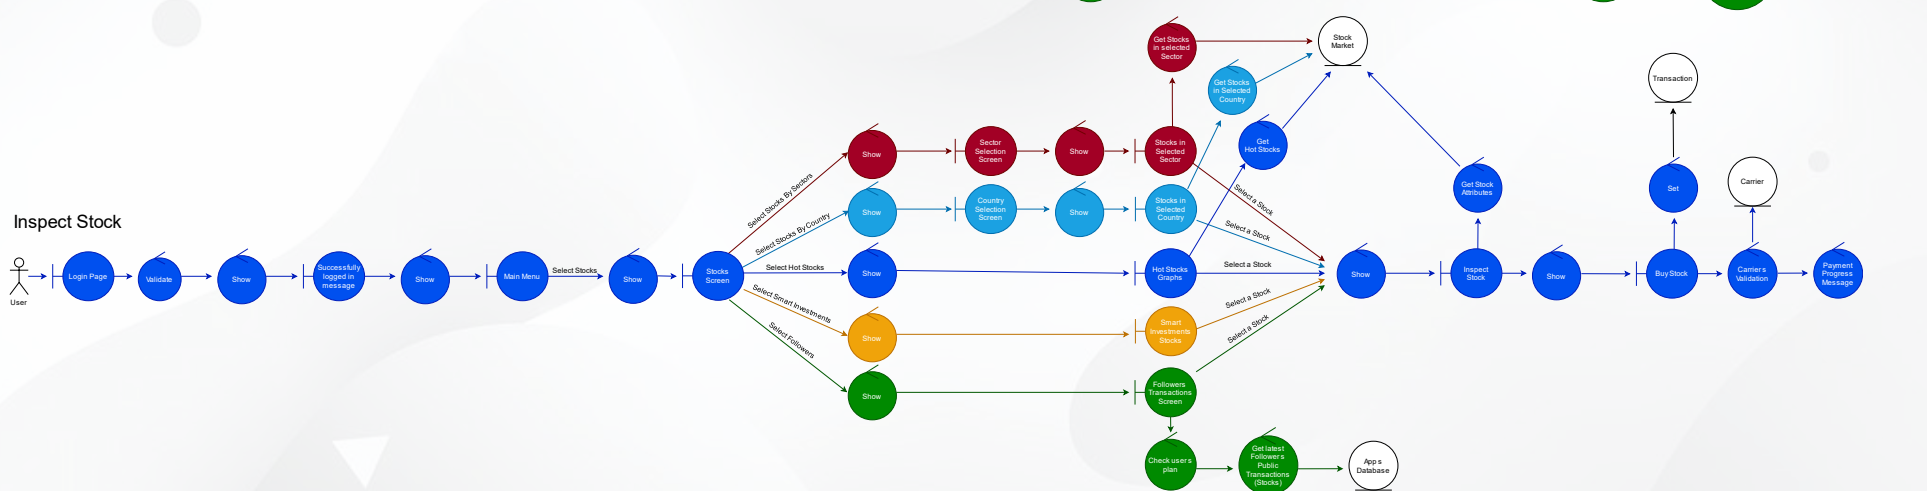 Get Stocks
in selected
Sector
Stock
Market
Get Stocks
in Selected
Country
Transaction
Get
Hot Stocks
Show
Sector
Selection
Screen
Show
Stocks in
Selected
Sector
Select Stocks By Sectors
Select a Stock
Get Stock
Attributes
Set
Carrier
Show
Country
Selection
Screen
Show
Stocks in
Selected
Country
Select Stocks By Country
Select a Stock
Inspect Stock
User
Login Page
Validate
Show
Successfully
logged in
message
Show
Main Menu
Select Stocks
Show
Stocks
Screen
Select Hot Stocks
Show
Hot Stocks
Graphs
Select a Stock
Show
Inspect
Stock
Show
Buy Stock
Carriers
Validation
Payment
Progress
Message
Select Smart Investments
Show
Smart
Investments
Stocks
Select a Stock
Select Followers
Show
Followers
Transactions
Screen
Select a Stock
Check users
plan
Get latest
Followers
Public
Transactions
(Stocks)
Apps
Database